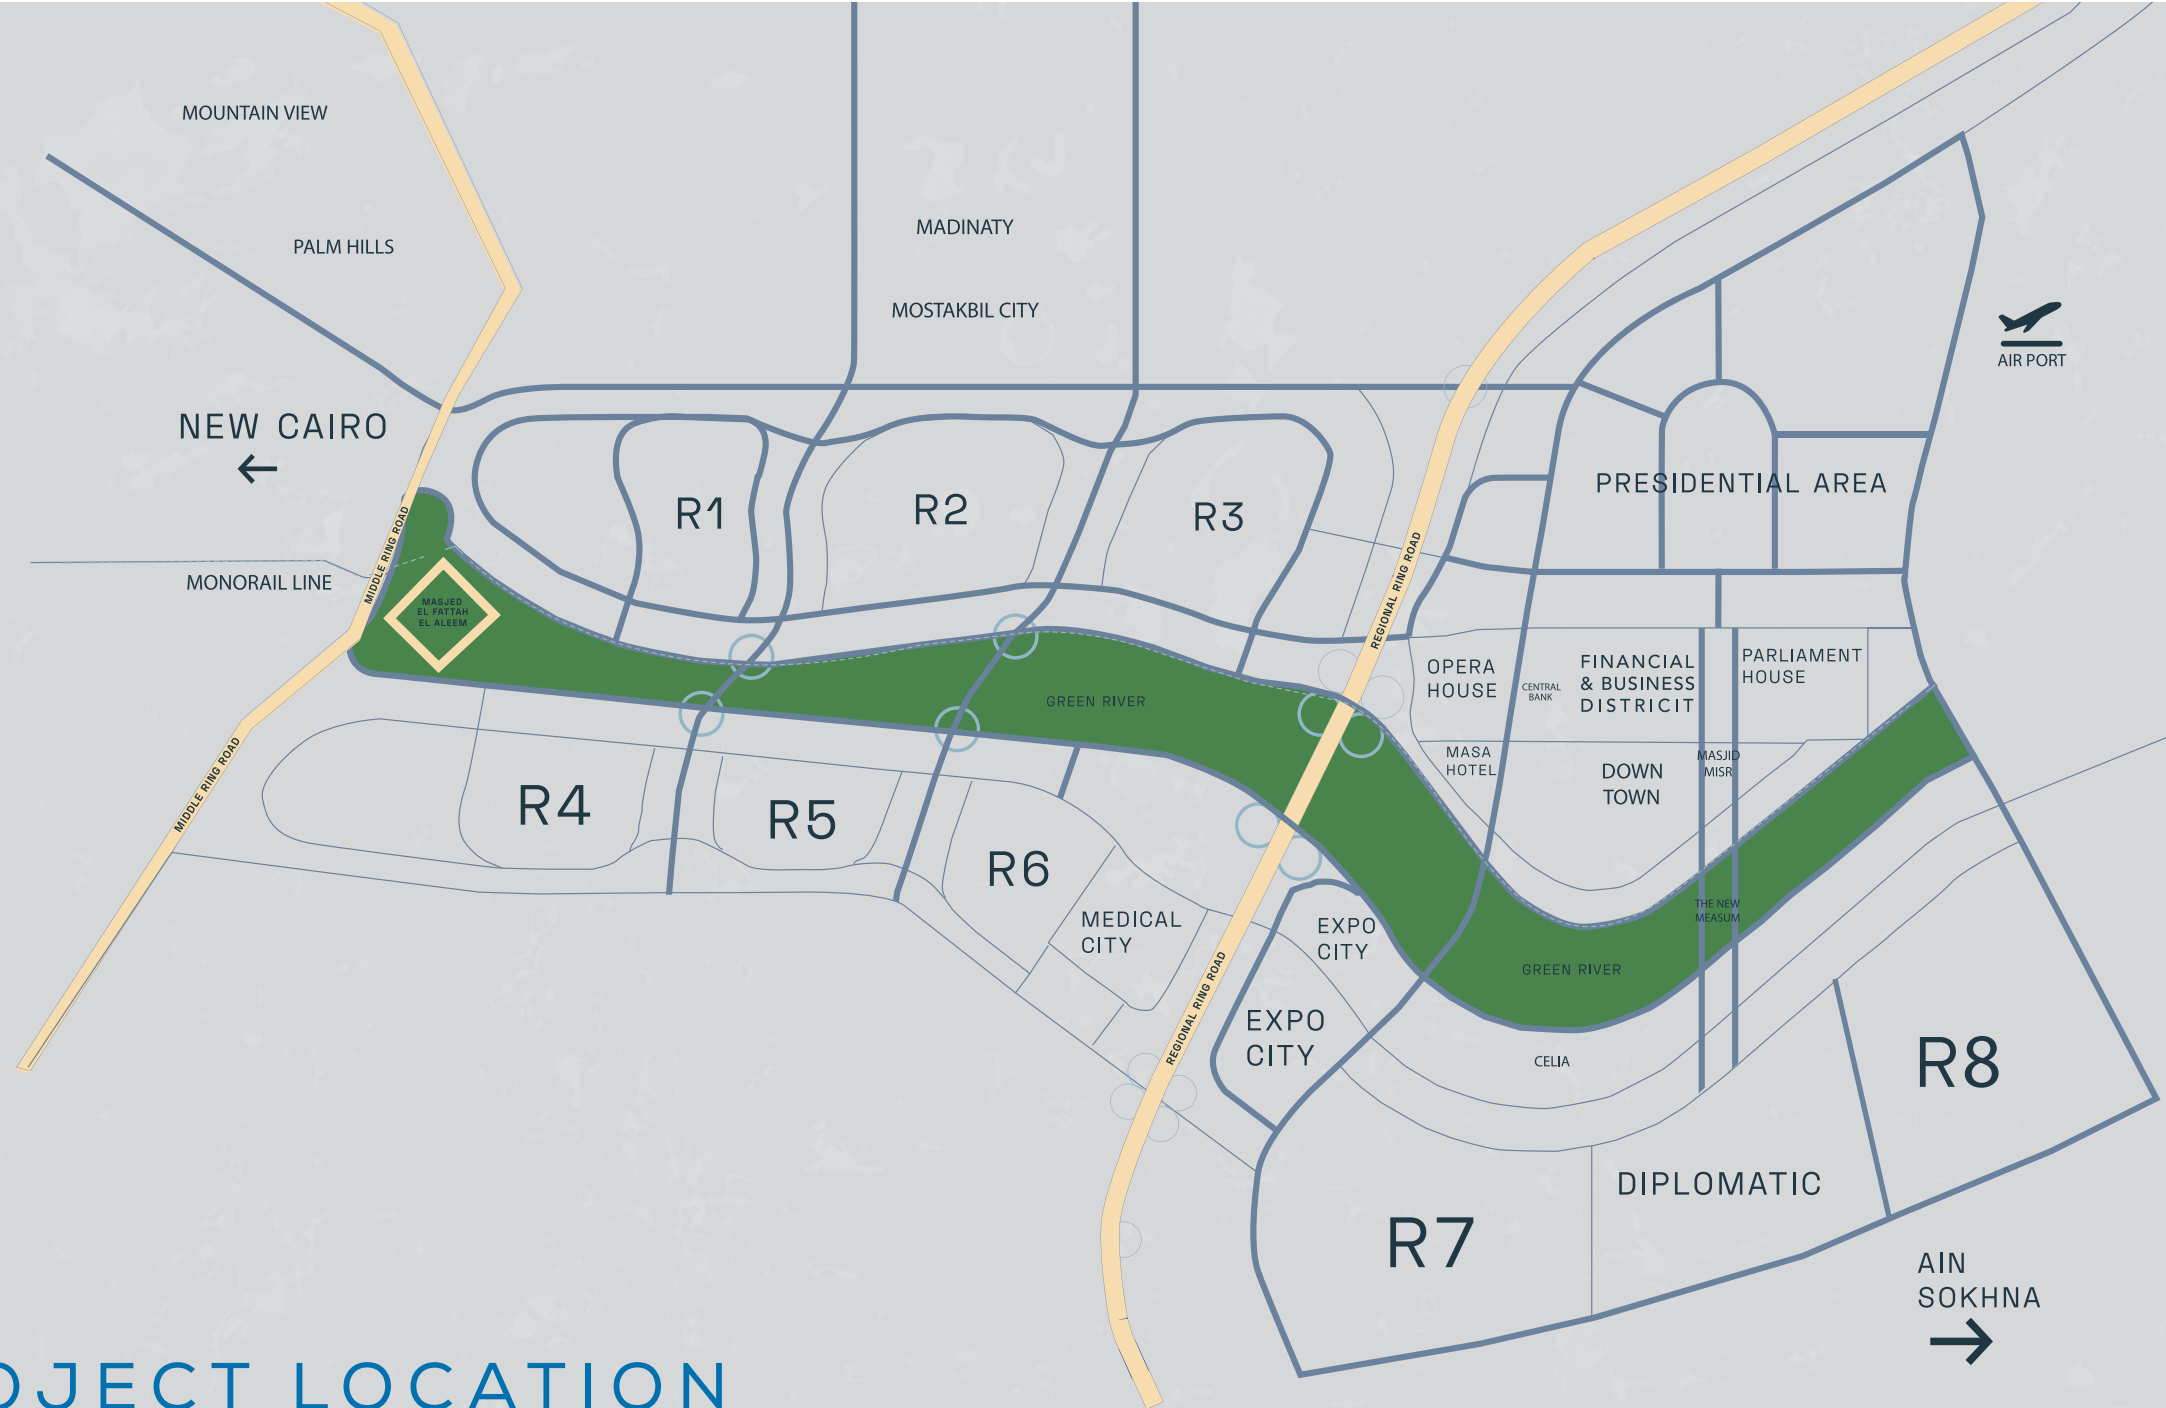 MOUNTAIN VIEW
PALM HILLS
MADINATY
MOSTAKBIL CITY
AIR PORT
NEW CAIRO
PRESIDENTIAL AREA
R1
R2
R3
MIDDLE RING ROAD
MONORAIL LINE
MASJED
EL FATTAH
EL ALEEM
REGIONAL RING ROAD
OPERA
HOUSE
CENTRAL
BANK
FINANCIAL
& BUSINESS
DISTRICIT
PARLIAMENT
HOUSE
GREEN RIVER
MASA
HOTEL
DOWN
TOWN
MASJID
MISR
MIDDLE RING ROAD
R4
R5
R6
MEDICAL
CITY
EXPO
CITY
THE NEW
MEASUM
GREEN RIVER
REGIONAL RING ROAD
EXPO
CITY
CELIA
R8
DIPLOMATIC
R7
AIN
SOKHNA
OJECT LOCATION